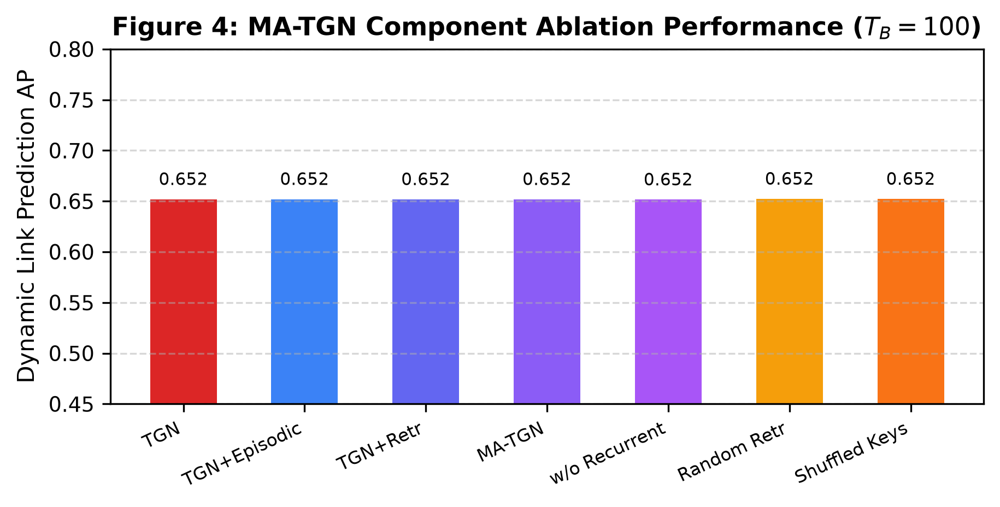 Figure 4: MA-TGN Component Ablation Performance (T_B = 100)
Dynamic Link Prediction AP
0.80
0.75
0.70
0.65
0.60
0.55
0.50
0.45
0.652 0.652 0.652 0.652 0.652 0.652 0.652
TGN
TGN+Episodic
TGN+Retr
MA-TGN
w/o Recurrent
Random Retr
Shuffled Keys